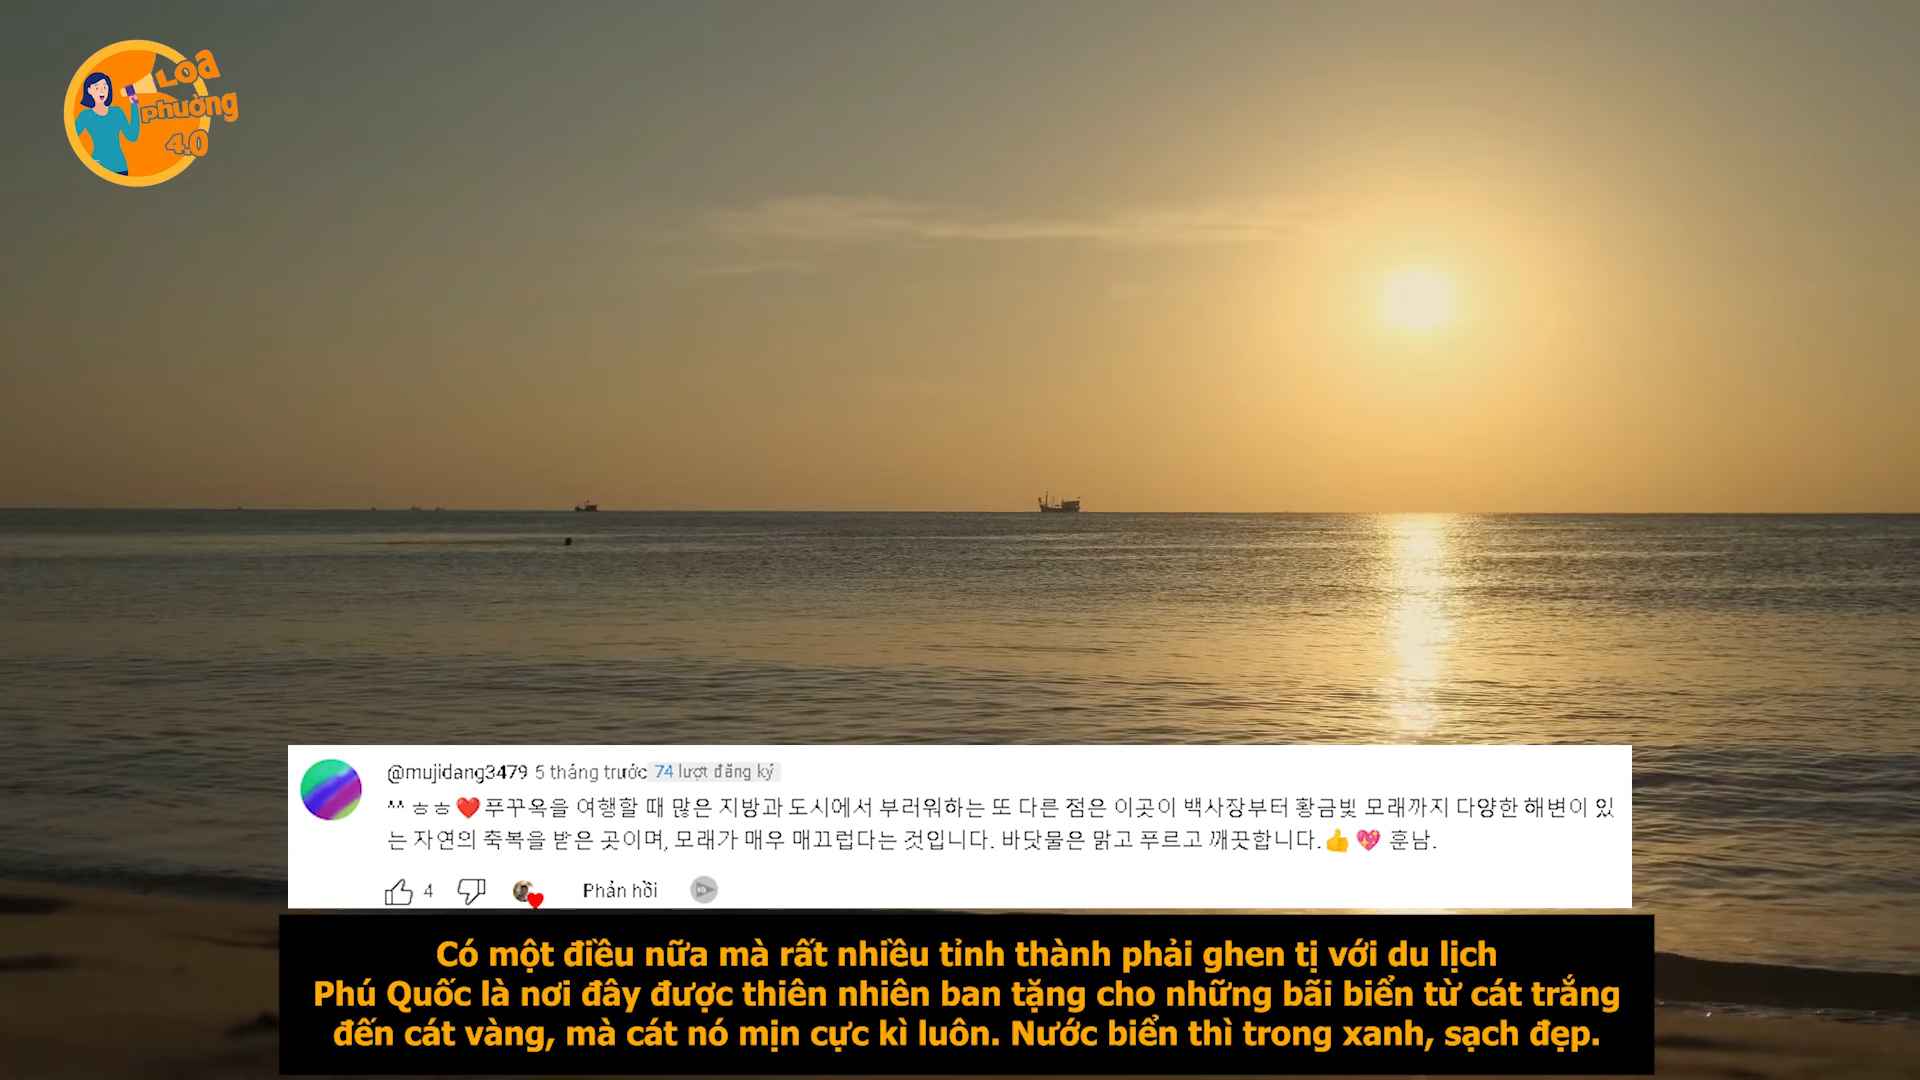 Loa
phường
4.0
@mujidang3479 5 tháng trước 74 lượt đăng ký
^^ ㅎㅎ ❤️ 푸꾸옥을 여행할 때 많은 지방과 도시에서 부러워하는 또 다른 점은 이곳이 백사장부터 황금빛 모래까지 다양한 해변이 있
는 자연의 축복을 받은 곳이며, 모래가 매우 매끄럽다는 것입니다. 바닷물은 맑고 푸르고 깨끗합니다.👍 💖 훈남.
4 Phản hồi
Có một điều nữa mà rất nhiều tỉnh thành phải ghen tị với du lịch
Phú Quốc là nơi đây được thiên nhiên ban tặng cho những bãi biển từ cát trắng
đến cát vàng, mà cát nó mịn cực kì luôn. Nước biển thì trong xanh, sạch đẹp.